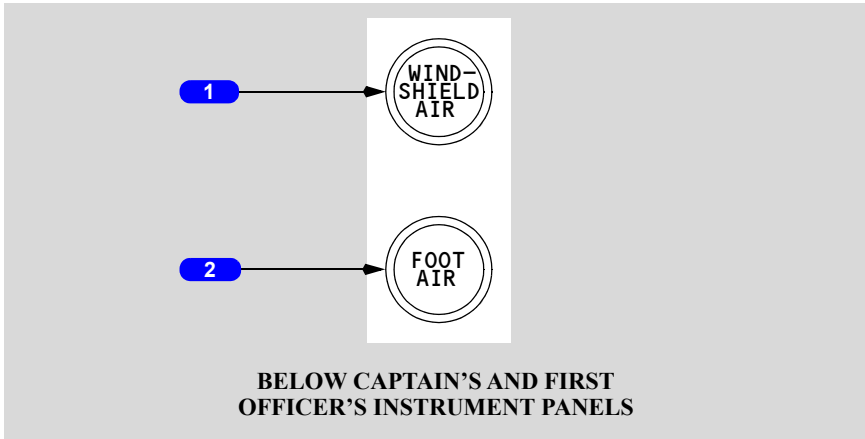 1
WIND-
SHIELD
AIR
2
FOOT
AIR
BELOW CAPTAIN’S AND FIRST
OFFICER’S INSTRUMENT PANELS